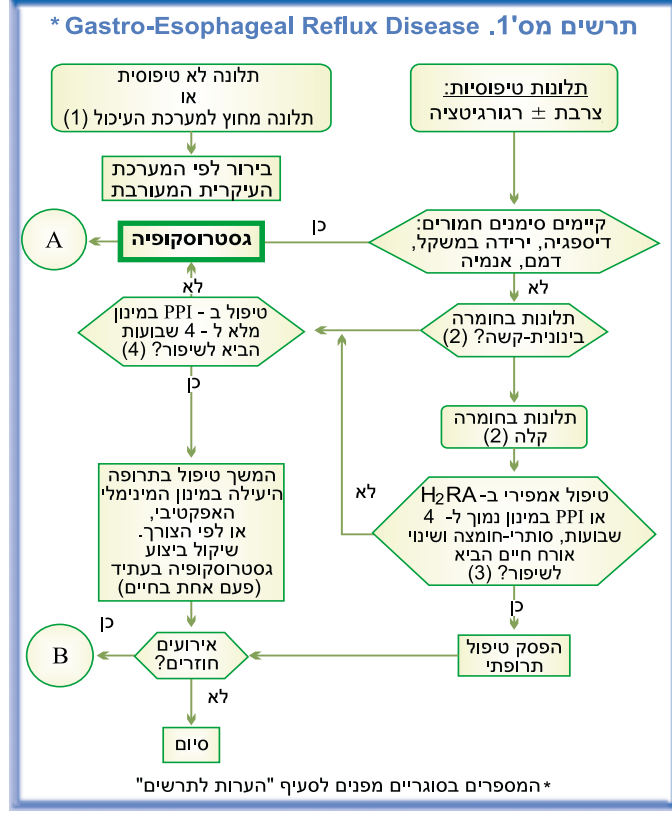 תרשים מס'1. Gastro-Esophageal Reflux Disease *
תלונות טיפוסיות:
צרבת ± רגורגיטציה
תלונה לא טיפוסית
או
תלונה מחוץ למערכת העיכול (1)
בירור לפי המערכת
העיקרית המעורבת
קיימים סימנים חמורים:
דיספגיה, ירידה במשקל,
דמם, אנמיה
כן
גסטרוסקופיה
A
לא
תלונות בחומרה
בינונית-קשה? (2)
לא
טיפול ב - PPI במינון
מלא ל - 4 שבועות
הביא לשיפור? (4)
כן
תלונות בחומרה
קלה (2)
טיפול אמפירי ב- H₂RA
או PPI במינון נמוך ל- 4
שבועות, סותרי-חומצה ושינוי
אורח חיים הביא
לשיפור? (3)
לא
המשך טיפול בתרופה
היעילה במינון המינימלי
האפקטיבי,
או לפי הצורך.
שיקול ביצוע
גסטרוסקופיה בעתיד
(פעם אחת בחיים)
כן
הפסק טיפול
תרופתי
אירועים
חוזרים?
כן
B
לא
סיום
* המספרים בסוגריים מפנים לסעיף "הערות לתרשים"